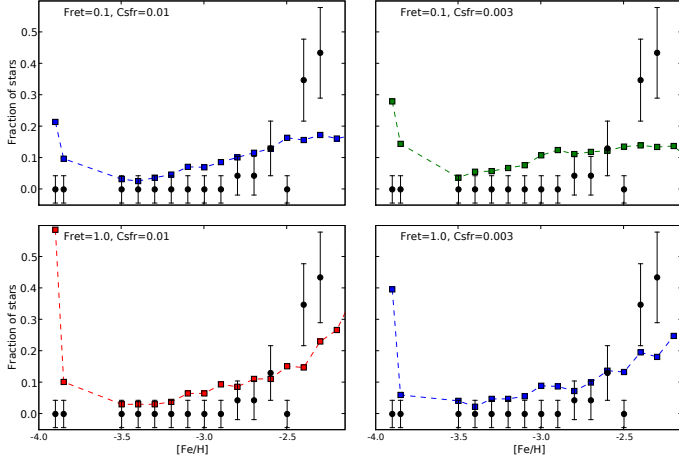 Fret=0.1, Csfr=0.01
Fret=0.1, Csfr=0.003
0.5
0.4
0.3
0.2
0.1
0.0
Fraction of stars
Fret=1.0, Csfr=0.01
Fret=1.0, Csfr=0.003
0.5
0.4
0.3
0.2
0.1
0.0
Fraction of stars
-4.0 -3.5 -3.0 -2.5
-4.0 -3.5 -3.0 -2.5
[Fe/H]
[Fe/H]